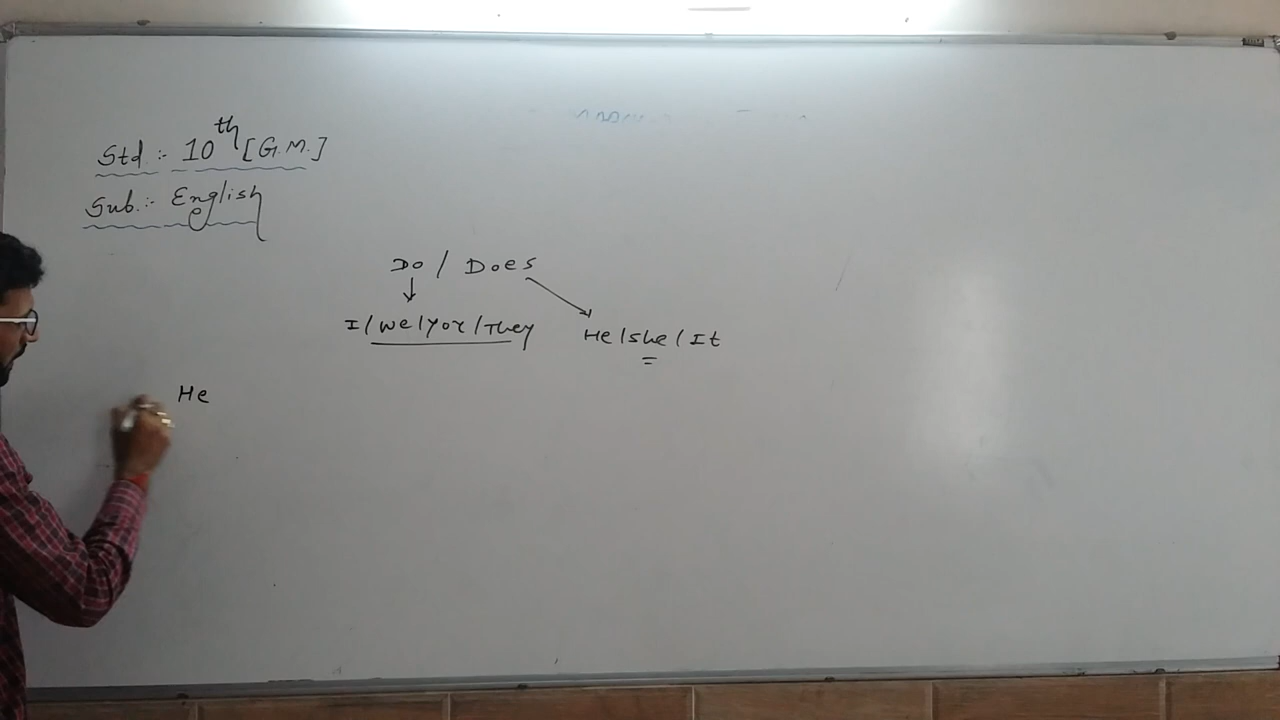 Std :- 10th [G.M.]
Sub. :- English
Do / Does
I / We / You / They He / She / It
He